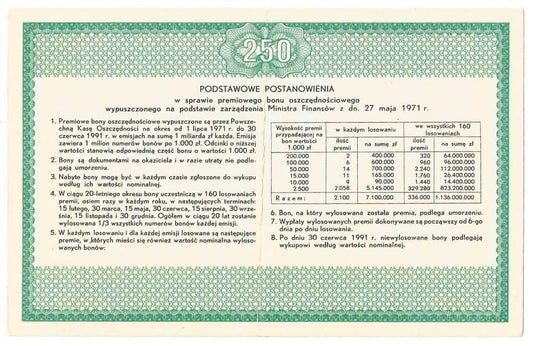 250
PODSTAWOWE POSTANOWIENIA
w sprawie premiowego bonu oszczędnościowego
wypuszczonego na podstawie zarządzenia Ministra Finansów z dn. 27 maja 1971 r.
1. Premiowe bony oszczędnościowe wypuszczone są przez Powsze-
chną Kasę Oszczędności na okres od 1 lipca 1971 r. do 30
czerwca 1991 r. w emisjach na sumę 1 miliarda zł każda. Emisja
zawiera 1 milion numerów bonów po 1.000 zł. Odcinki o niższej
wartości stanowią odpowiednią część bonu o wartości 1.000 zł.
2. Bony są dokumentami na okaziciela i w razie utraty nie podle-
gają umorzeniu.
3. Nabyte bony mogą być w każdym czasie zgłoszone do wykupu
według ich wartości nominalnej.
4. W ciągu 20-letniego okresu bony uczestniczą w 160 losowaniach
premii, osiem razy w każdym roku, w następujących terminach:
15 lutego, 30 marca, 15 maja, 30 czerwca, 15 sierpnia, 30 wrze-
śnia, 15 listopada i 30 grudnia. Ogółem w ciągu 20 lat zostanie
wylosowana 1/3 wszystkich numerów bonów każdej emisji.
5. W każdym losowaniu i dla każdej emisji losowane są następujące
premie, w których mieści się również wartość nominalna wyloso-
wanych bonów:
Wysokość premii przypadającej na bon wartości 1.000 zł | w każdym losowaniu | we wszystkich 160 losowaniach
ilość premii | na sumę zł | ilość premii | na sumę zł
200.000 2 400.000 320 64.000.000
100.000 6 600.000 960 96.000.000
50.000 14 700.000 2.240 112.000.000
15.000 11 165.000 1.760 26.400.000
10.000 9 90.000 1.440 14.400.000
2.500 2.058 5.145.000 329.280 823.200.000
Razem: 2.100 7.100.000 336.000 1.136.000.000
6. Bon, na który wylosowana została premia, podlega umorzeniu.
7. Wypłaty wylosowanych premii dokonywane są począwszy od 6-go
dnia po dniu losowania.
8. Po dniu 30 czerwca 1991 r. niewylosowane bony podlegają
wykupowi według wartości nominalnej.